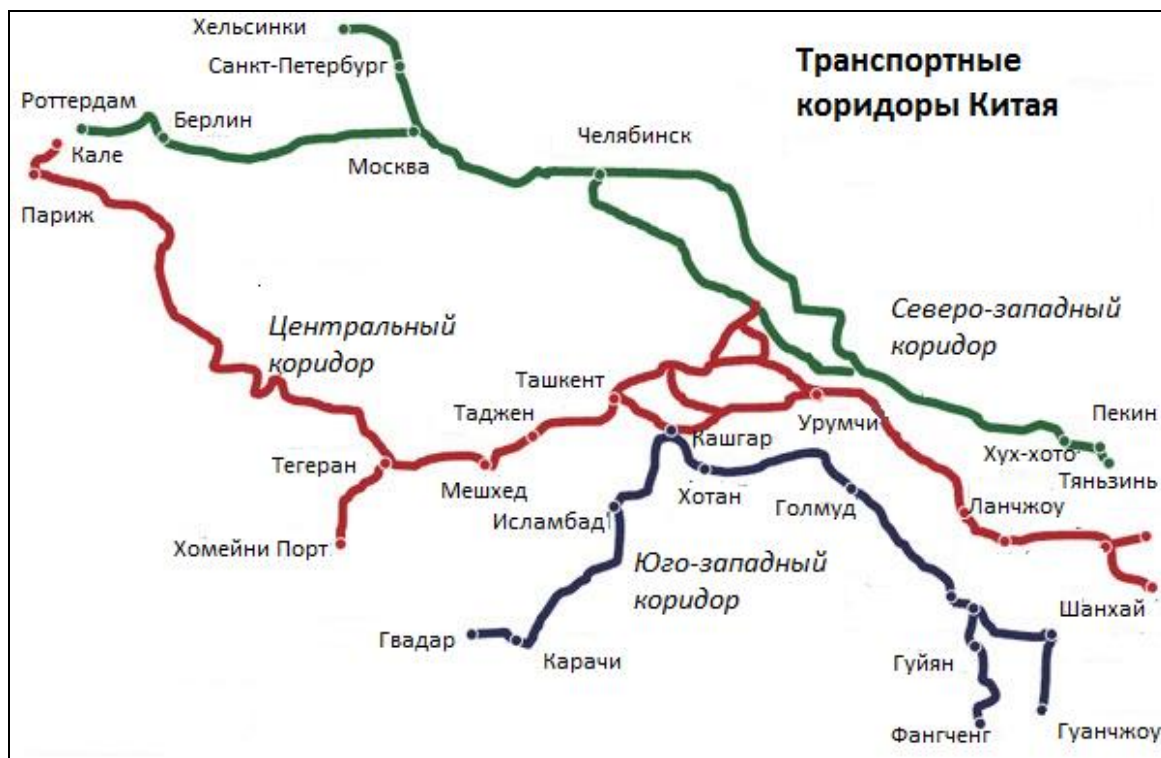 Транспортные
коридоры Китая
Хельсинки
Санкт-Петербург
Роттердам
Берлин
Кале
Москва
Челябинск
Париж
Центральный
коридор
Северо-западный
коридор
Ташкент
Таджен
Урумчи
Пекин
Кашгар
Хух-хото
Тегеран
Мешхед
Хотан
Тяньзинь
Исламбад
Голмуд
Ланчжоу
Хомейни Порт
Юго-западный
коридор
Шанхай
Гвадар
Карачи
Гуйян
Фангченг
Гуанчжоу